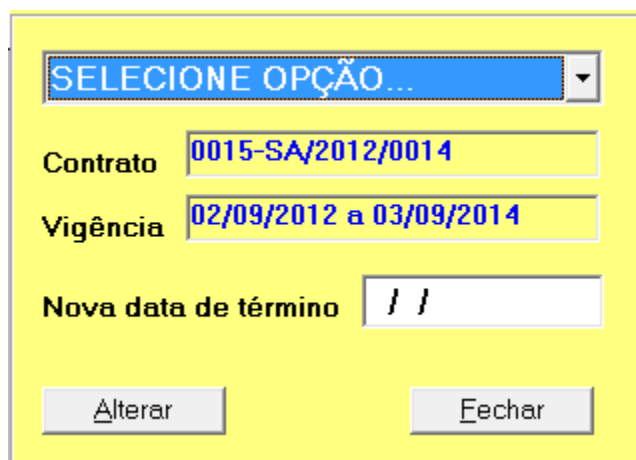 SELECIONE OPÇÃO...
Contrato 0015-SA/2012/0014
Vigência 02/09/2012 a 03/09/2014
Nova data de término / /
Alterar Fechar